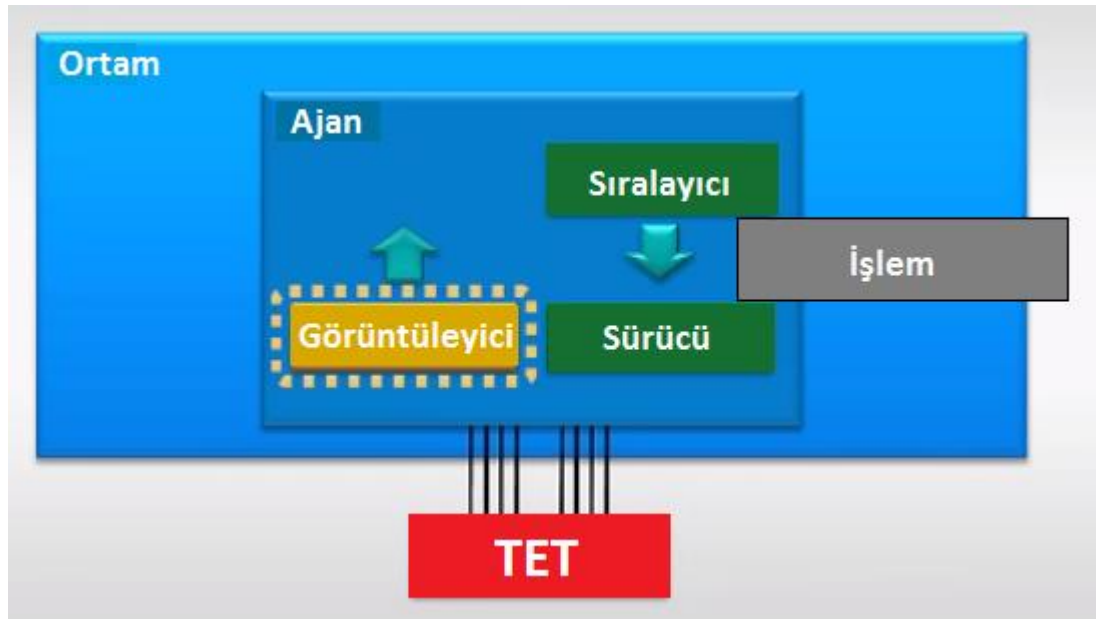 Ortam
Ajan
Sıralayıcı
İşlem
Görüntüleyici
Sürücü
TET